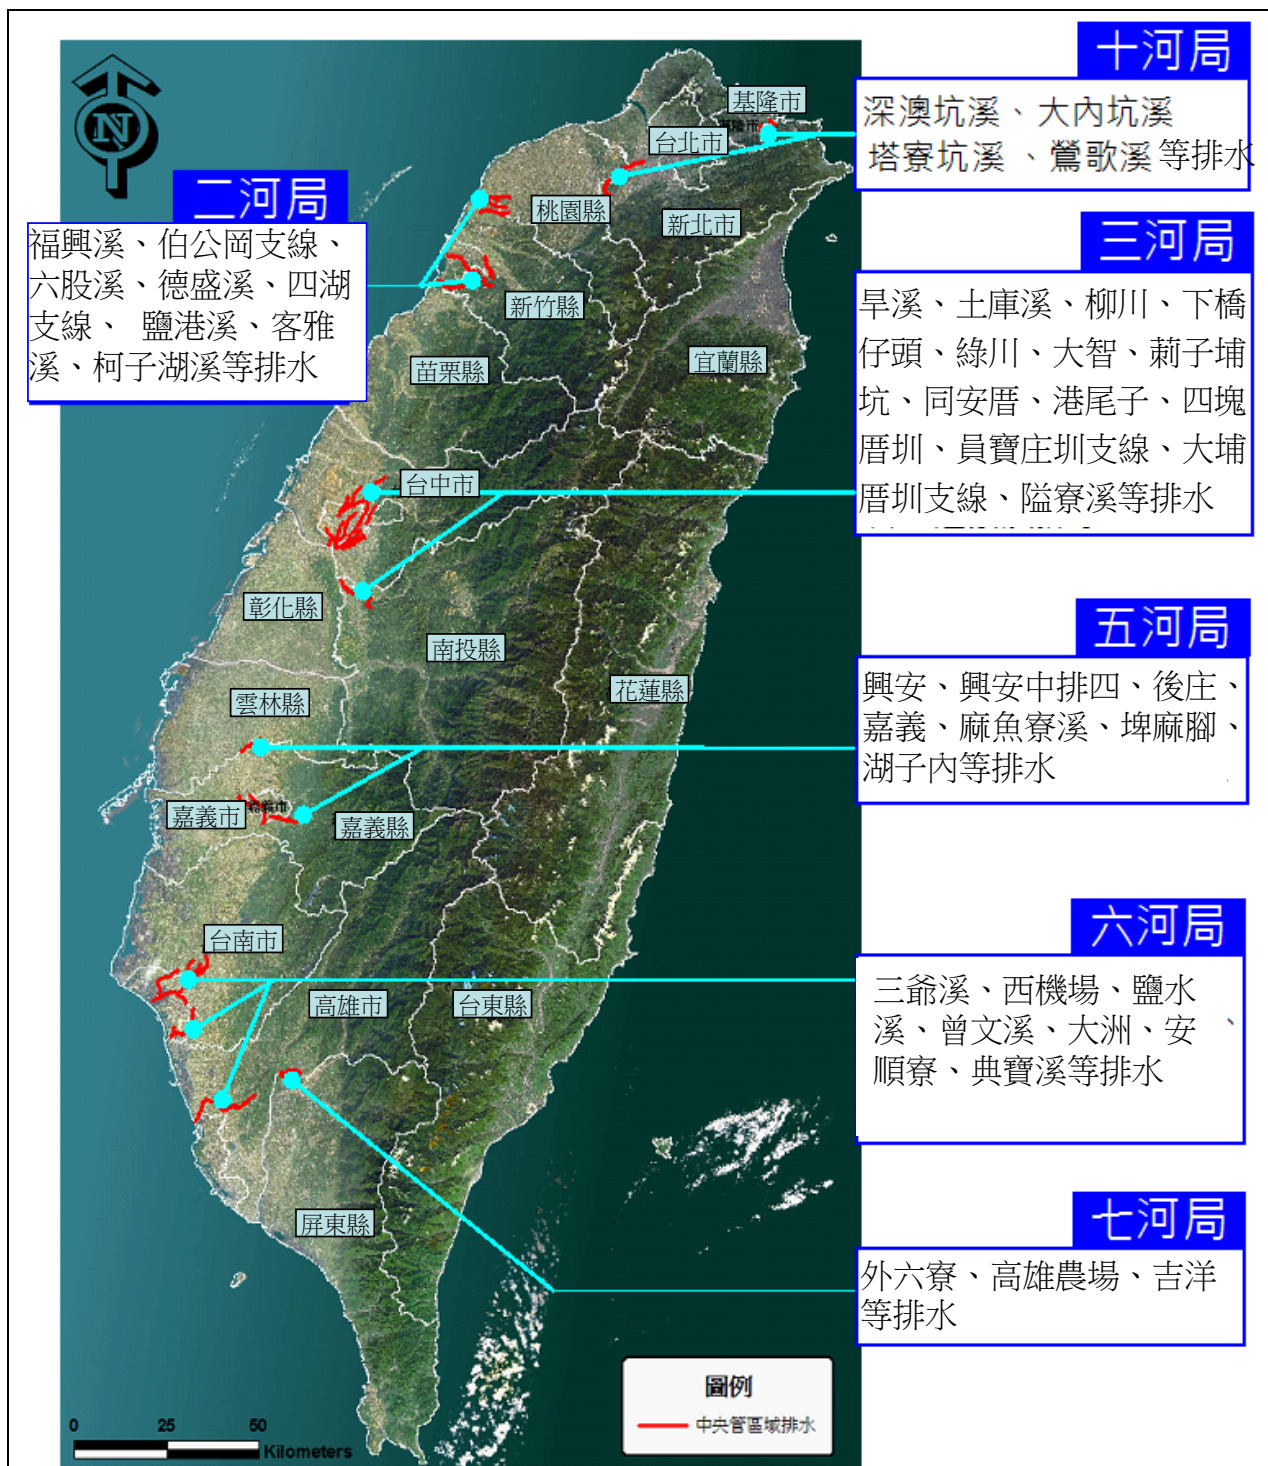 十河局
深澳坑溪、大內坑溪
塔寮坑溪、鶯歌溪等排水
二河局
福興溪、伯公岡支線、
六股溪、德盛溪、四湖
支線、 鹽港溪、客雅
溪、柯子湖溪等排水
三河局
旱溪、土庫溪、柳川、下橋
仔頭、綠川、大智、莿子埔
坑、同安厝、港尾子、四塊
厝圳、員寶庄圳支線、大埔
厝圳支線、隘寮溪等排水
五河局
興安、興安中排四、後庄、
嘉義、麻魚寮溪、埤麻腳、
湖子內等排水
六河局
三爺溪、西機場、鹽水
溪、曾文溪、大洲、安
順寮、典寶溪等排水
七河局
外六寮、高雄農場、吉洋
等排水
N
基隆市
台北市
桃園縣
新北市
新竹縣
宜蘭縣
苗栗縣
台中市
彰化縣
南投縣
花蓮縣
雲林縣
嘉義市
嘉義市
嘉義縣
台南市
高雄市
台東縣
屏東縣
圖例
中央管區域排水
0 25 50
Kilometers